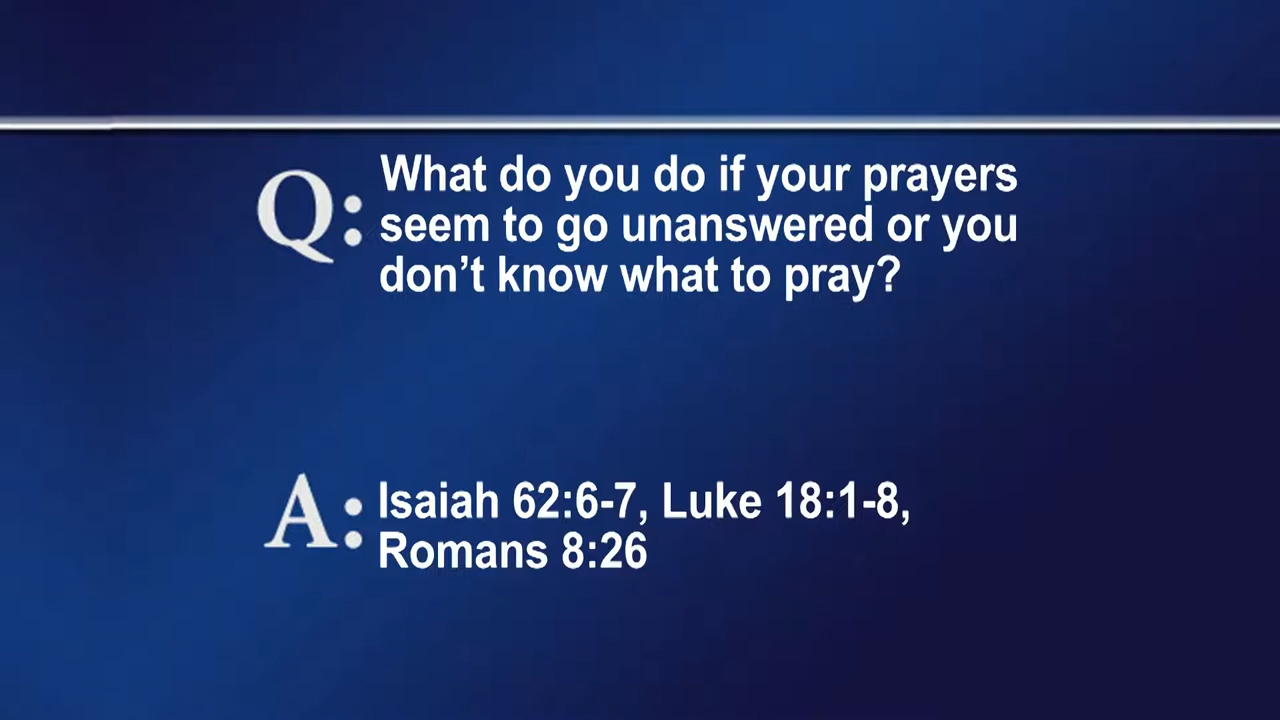 Q: What do you do if your prayers
seem to go unanswered or you
don’t know what to pray?
A: Isaiah 62:6-7, Luke 18:1-8,
Romans 8:26